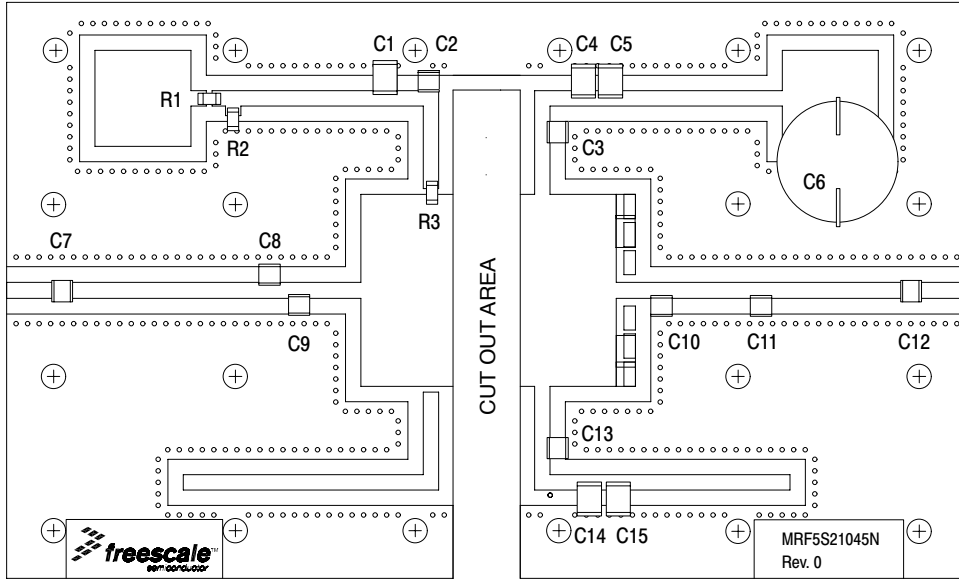 C1
C2
C4 C5
R1
R2
C3
C6
R3
C7
C8
CUT OUT AREA
C9
C10
C11
C12
C13
C14 C15
freescale™
semiconductor
MRF5S21045N
Rev. 0